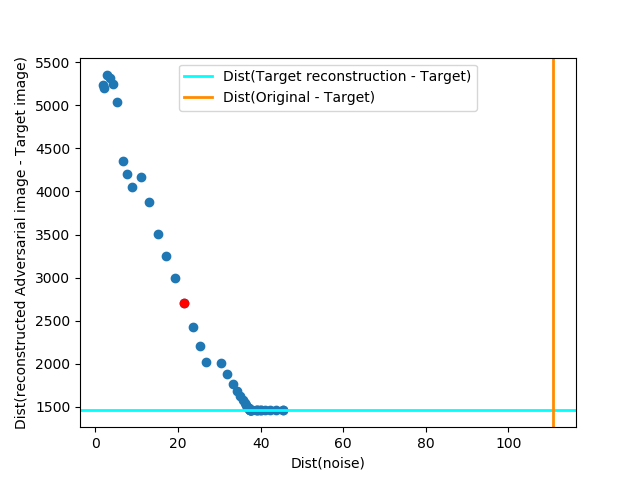 Dist(reconstructed Adversarial image - Target image)
5500
5000
4500
4000
3500
3000
2500
2000
1500
Dist(Target reconstruction - Target)
Dist(Original - Target)
0 20 40 60 80 100
Dist(noise)